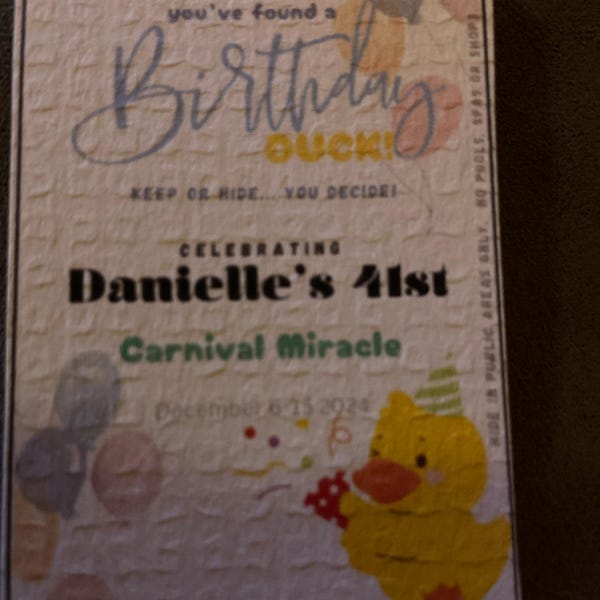 you've found a
Birthday
DUCK!
KEEP OR HIDE... YOU DECIDE!
CELEBRATING
Danielle's 41st
Carnival Miracle
December 6-15 2024
HIDE IN PUBLIC AREAS ONLY. NO POOLS, SPAS OR SHOPS